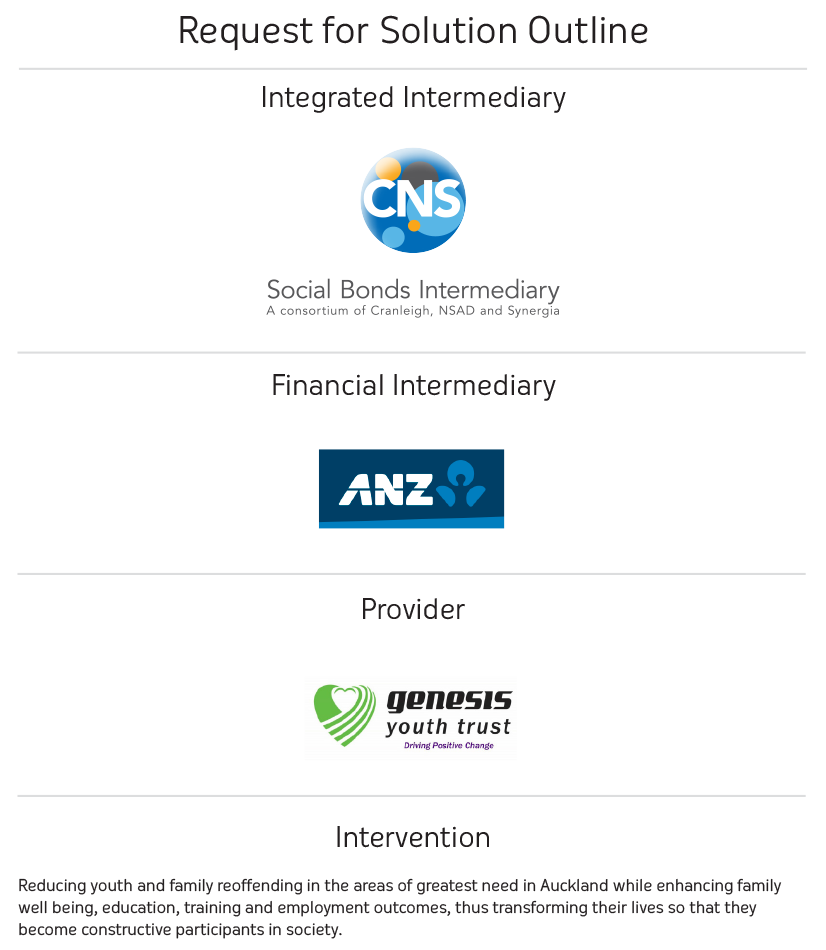 Request for Solution Outline
Integrated Intermediary
CNS
Social Bonds Intermediary
A consortium of Cranleigh, NSAD and Synergia
Financial Intermediary
ANZ
Provider
genesis
youth trust
Driving Positive Change
Intervention
Reducing youth and family reoffending in the areas of greatest need in Auckland while enhancing family
well being, education, training and employment outcomes, thus transforming their lives so that they
become constructive participants in society.